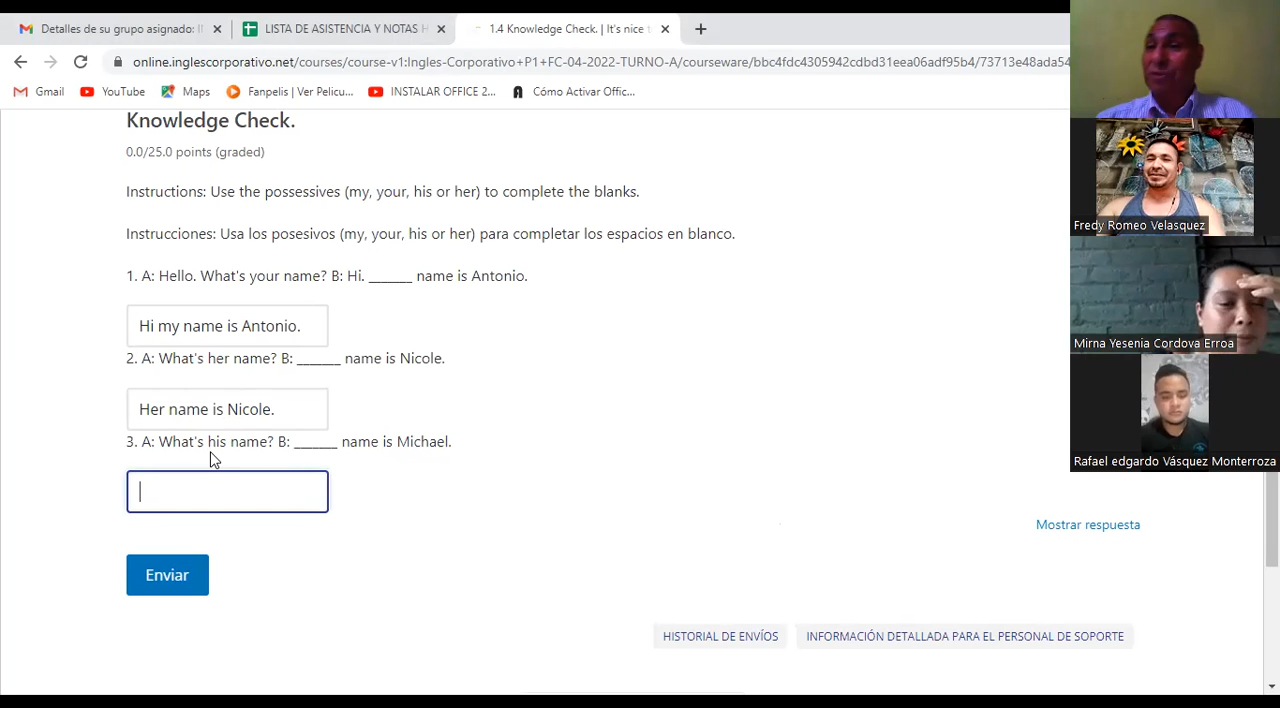 Detalles de su grupo asignado: I
LISTA DE ASISTENCIA Y NOTAS H
1.4 Knowledge Check. | It's nice t
online.inglescorporativo.net/courses/course-v1:Ingles-Corporativo+P1+FC-04-2022-TURNO-A/courseware/bbc4fdc4305942cdbd31eea06adf95b4/73713e48ada54
Gmail YouTube Maps Fanpelis | Ver Pelicu... INSTALAR OFFICE 2... Cómo Activar Offic...
Knowledge Check.
0.0/25.0 points (graded)
Instructions: Use the possessives (my, your, his or her) to complete the blanks.
Instrucciones: Usa los posesivos (my, your, his or her) para completar los espacios en blanco.
1. A: Hello. What's your name? B: Hi. ______ name is Antonio.
Hi my name is Antonio.
2. A: What's her name? B: ______ name is Nicole.
Her name is Nicole.
3. A: What's his name? B: ______ name is Michael.
Mostrar respuesta
Enviar
HISTORIAL DE ENVÍOS
INFORMACIÓN DETALLADA PARA EL PERSONAL DE SOPORTE
Fredy Romeo Velasquez
Mirna Yesenia Cordova Erroa
Rafael edgardo Vásquez Monterroza